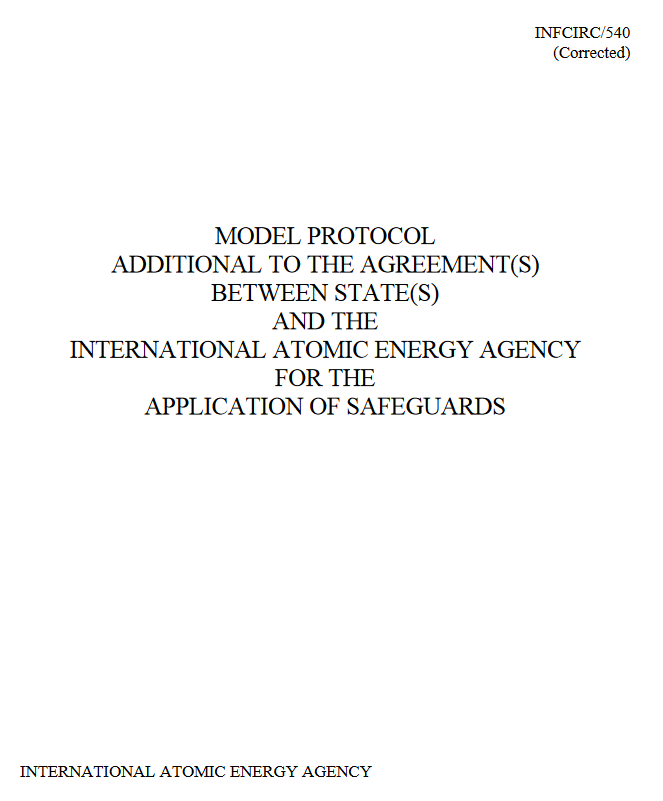 INFCIRC/540
(Corrected)
MODEL PROTOCOL
ADDITIONAL TO THE AGREEMENT(S)
BETWEEN STATE(S)
AND THE
INTERNATIONAL ATOMIC ENERGY AGENCY
FOR THE
APPLICATION OF SAFEGUARDS
INTERNATIONAL ATOMIC ENERGY AGENCY